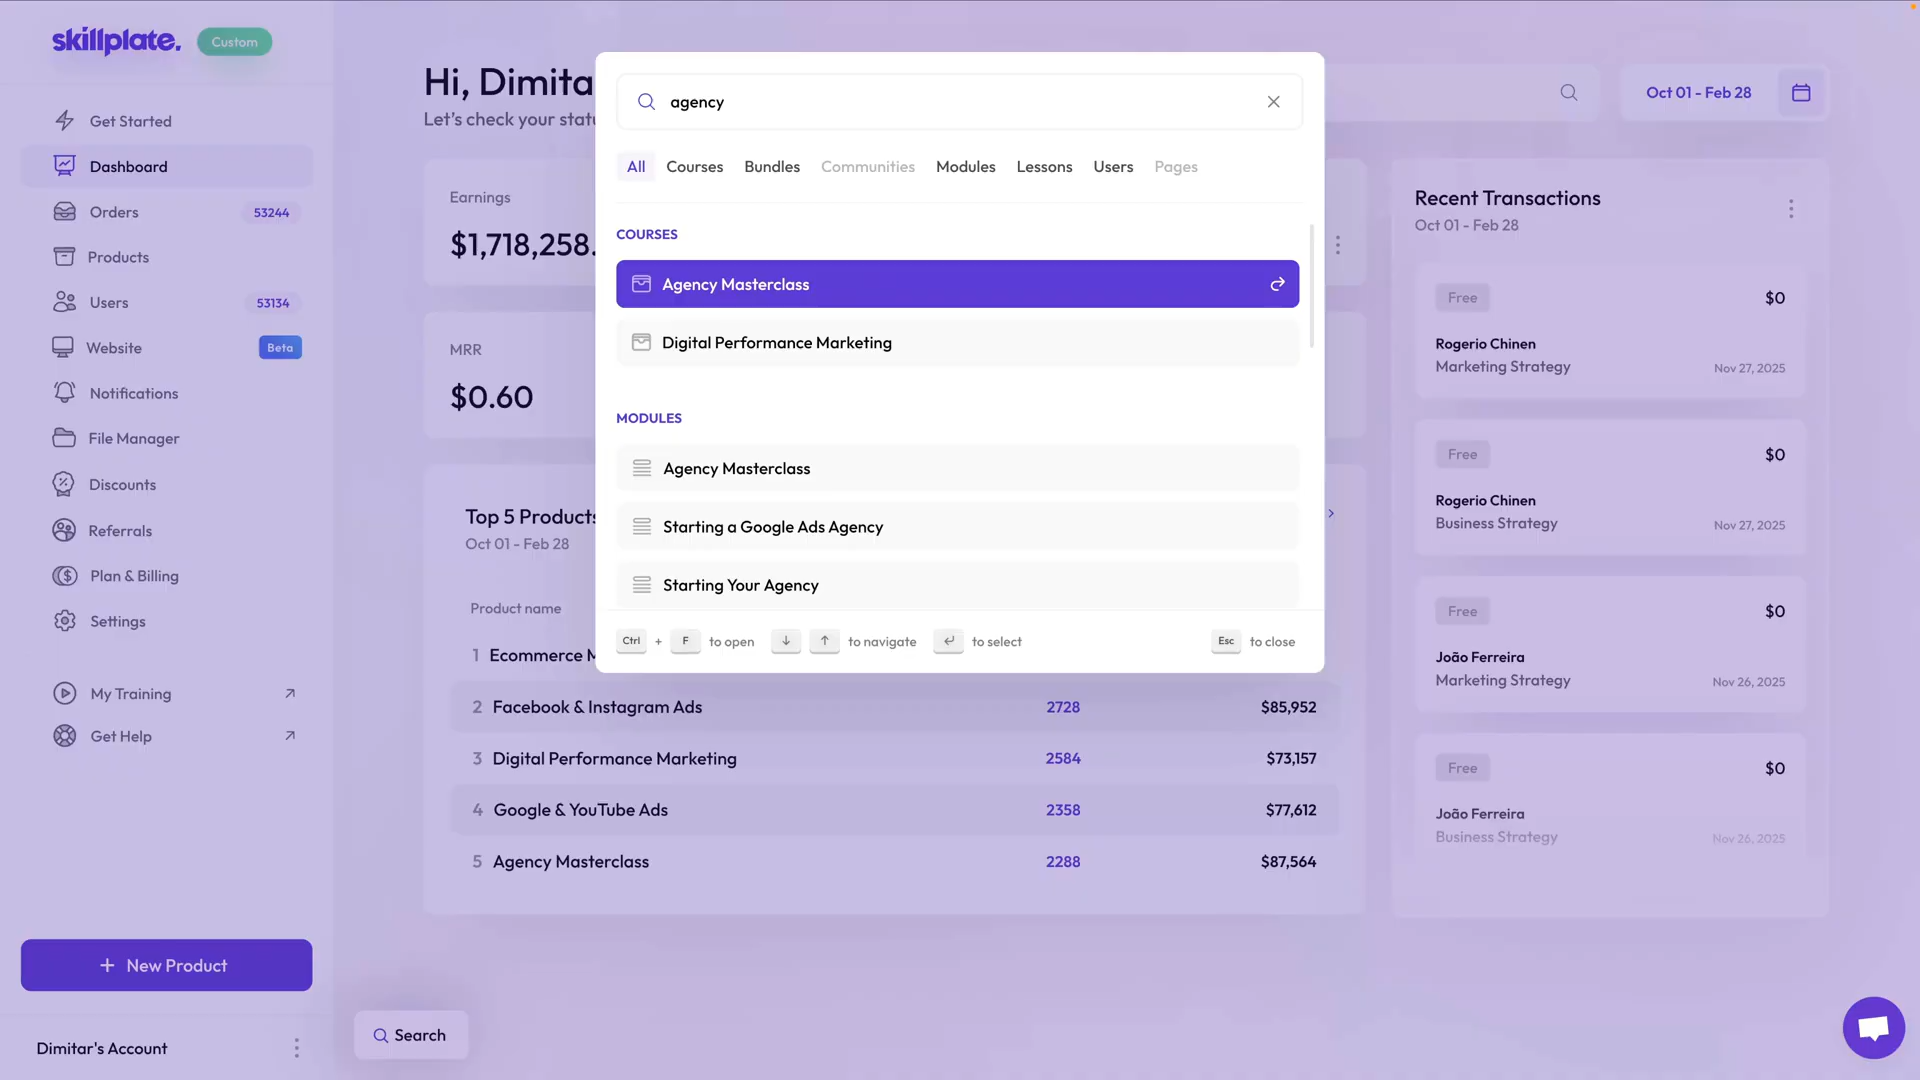 skillplate.
Custom
Get Started
Dashboard
Orders
53244
Products
Users
53134
Website
Beta
Notifications
File Manager
Discounts
Referrals
Plan & Billing
Settings
My Training
Get Help
+ New Product
Dimitar's Account
Search
Hi, Dimita
Let's check your statu
Oct 01 - Feb 28
Earnings
$1,718,258.
MRR
$0.60
Top 5 Products
Oct 01 - Feb 28
Product name
1 Ecommerce M
2 Facebook & Instagram Ads 2728 $85,952
3 Digital Performance Marketing 2584 $73,157
4 Google & YouTube Ads 2358 $77,612
5 Agency Masterclass 2288 $87,564
agency
All Courses Bundles Communities Modules Lessons Users Pages
COURSES
Agency Masterclass
Digital Performance Marketing
MODULES
Agency Masterclass
Starting a Google Ads Agency
Starting Your Agency
Ctrl + F to open ↓ ↑ to navigate ↵ to select Esc to close
Recent Transactions
Oct 01 - Feb 28
Free $0
Rogerio Chinen
Marketing Strategy Nov 27, 2025
Free $0
Rogerio Chinen
Business Strategy Nov 27, 2025
Free $0
João Ferreira
Marketing Strategy Nov 26, 2025
Free $0
João Ferreira
Business Strategy Nov 26, 2025